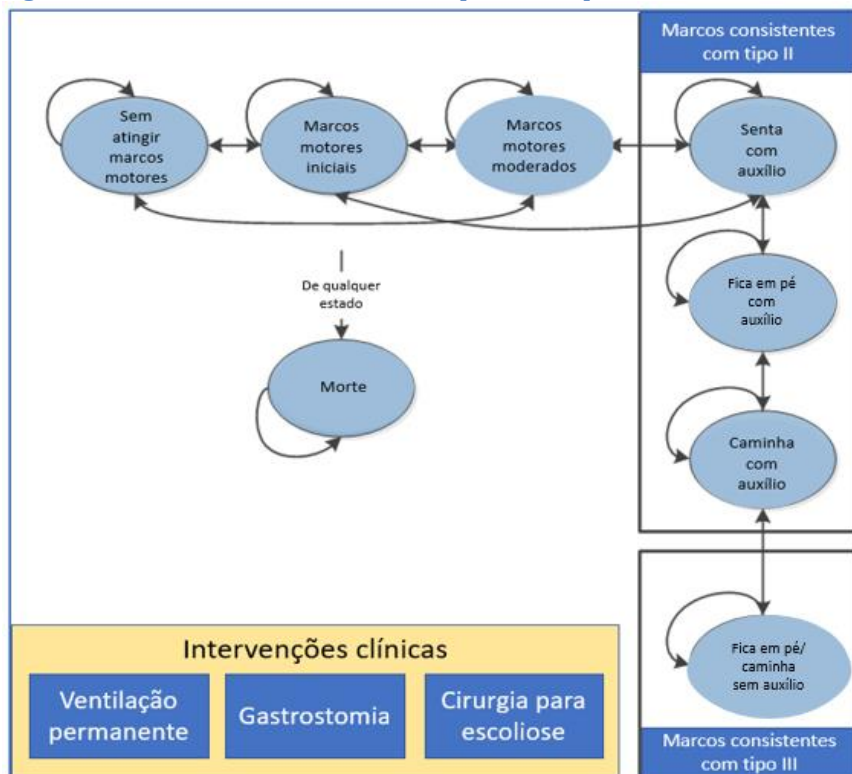 Marcos consistentes
com tipo II
Sem
atingir
marcos
motores
Marcos
motores
iniciais
Marcos
motores
moderados
Senta
com
auxílio
De qualquer
estado
Fica em pé
com
auxílio
Morte
Caminha
com
auxílio
Fica em pé/
caminha
sem auxílio
Intervenções clínicas
Ventilação
permanente
Gastrostomia
Cirurgia para
escoliose
Marcos consistentes
com tipo III